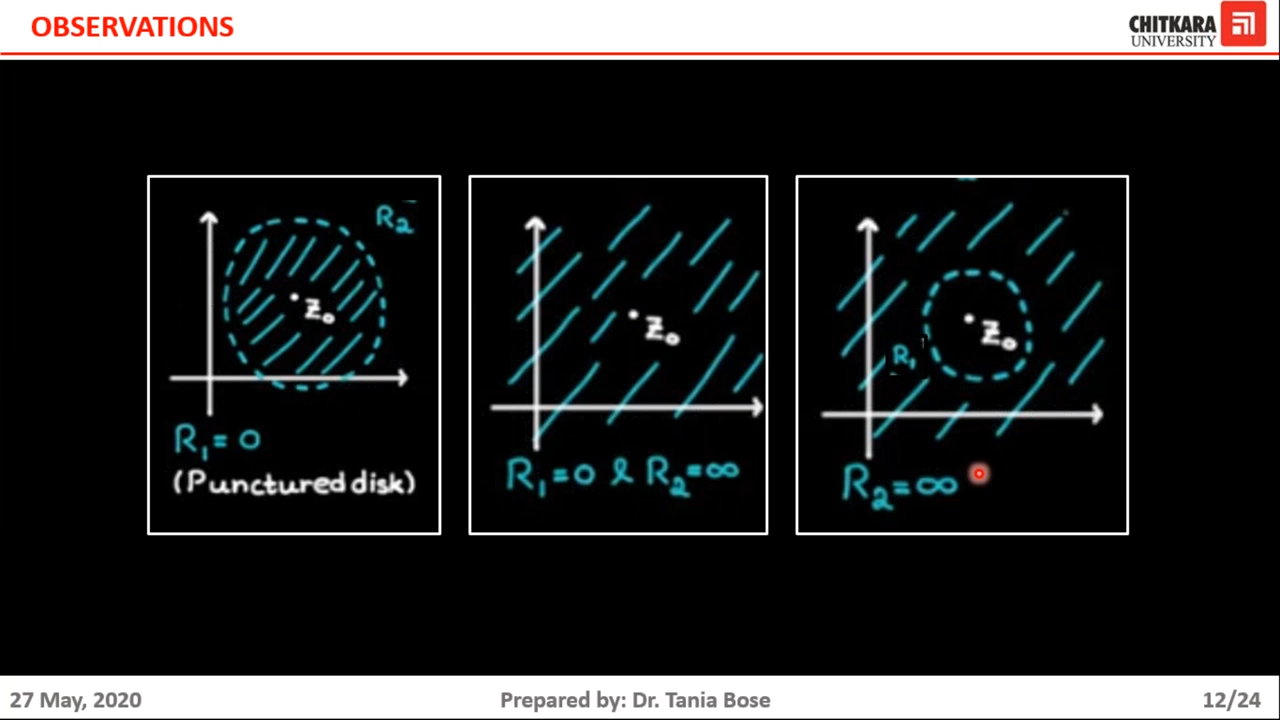 OBSERVATIONS
CHITKARA
UNIVERSITY
R₂
Z₀
R₁ = 0
(Punctured disk)
Z₀
R₁ = 0 & R₂ = ∞
Z₀
R₁
R₂ = ∞
27 May, 2020
Prepared by: Dr. Tania Bose
12/24